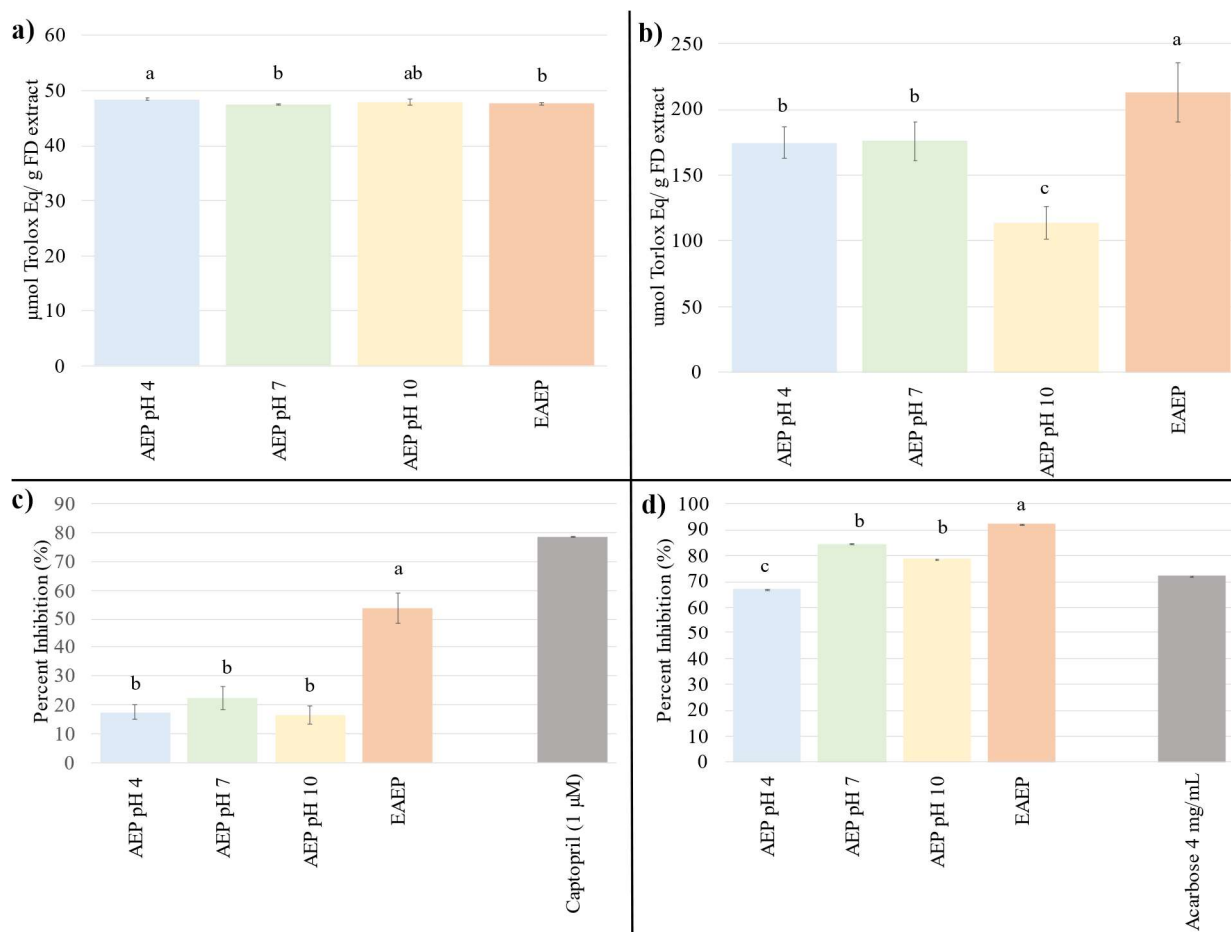 a)
µmol Trolox Eq/ g FD extract
60
50
40
30
20
10
0
a
b
ab
b
AEP pH 4
AEP pH 7
AEP pH 10
EAEP
b)
umol Torlox Eq/ g FD extract
250
200
150
100
50
0
b
b
c
a
AEP pH 4
AEP pH 7
AEP pH 10
EAEP
c)
Percent Inhibition (%)
90
80
70
60
50
40
30
20
10
0
b
b
b
a
AEP pH 4
AEP pH 7
AEP pH 10
EAEP
Captopril (1 µM)
d)
Percent Inhibition (%)
100
90
80
70
60
50
40
30
20
10
0
c
b
b
a
AEP pH 4
AEP pH 7
AEP pH 10
EAEP
Acarbose 4 mg/mL